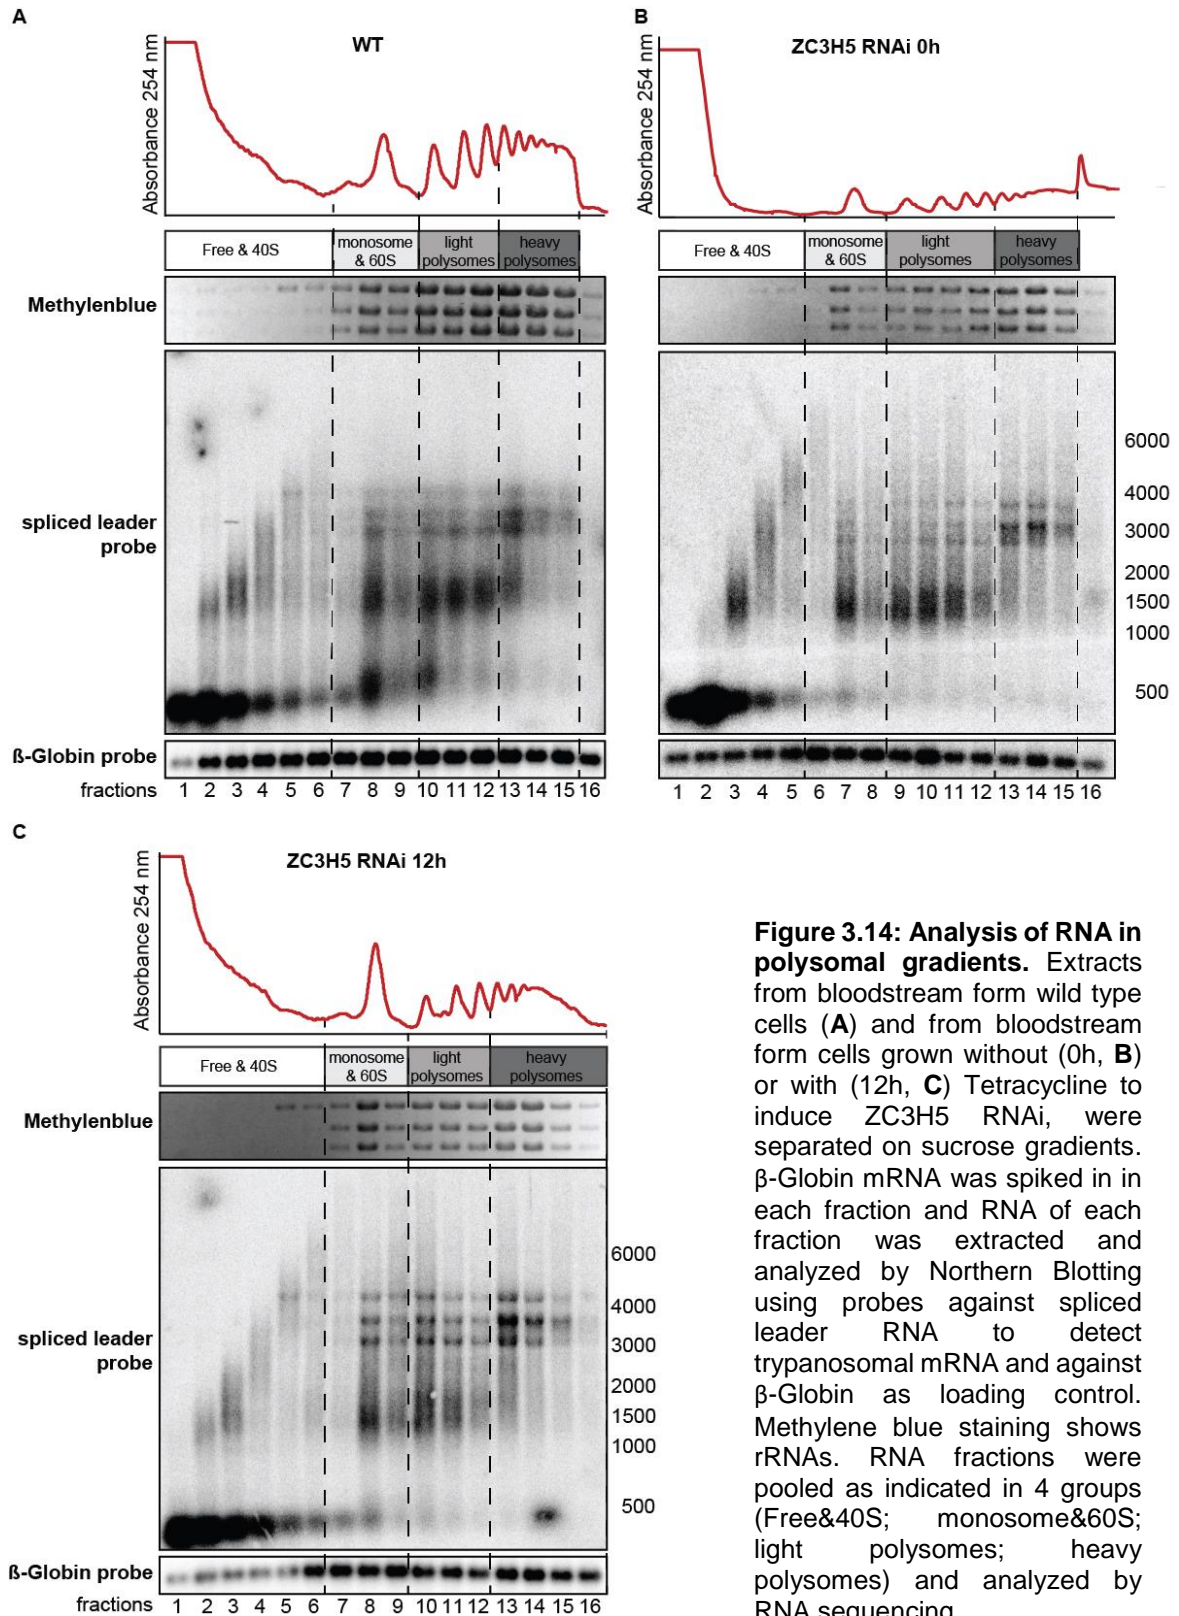 A
WT
Absorbance 254 nm
Free & 40S
monosome
& 60S
light
polysomes
heavy
polysomes
Methylenblue
spliced leader
probe
ß-Globin probe
fractions
1 2 3 4 5 6 7 8 9 10 11 12 13 14 15 16
B
ZC3H5 RNAi 0h
Absorbance 254 nm
Free & 40S
monosome
& 60S
light
polysomes
heavy
polysomes
6000
4000
3000
2000
1500
1000
500
1 2 3 4 5 6 7 8 9 10 11 12 13 14 15 16
C
ZC3H5 RNAi 12h
Absorbance 254 nm
Free & 40S
monosome
& 60S
light
polysomes
heavy
polysomes
Methylenblue
spliced leader
probe
6000
4000
3000
2000
1500
1000
500
ß-Globin probe
fractions
1 2 3 4 5 6 7 8 9 10 11 12 13 14 15 16
Figure 3.14: Analysis of RNA in
polysomal gradients. Extracts
from bloodstream form wild type
cells (A) and from bloodstream
form cells grown without (0h, B)
or with (12h, C) Tetracycline to
induce ZC3H5 RNAi, were
separated on sucrose gradients.
β-Globin mRNA was spiked in in
each fraction and RNA of each
fraction was extracted and
analyzed by Northern Blotting
using probes against spliced
leader RNA to detect
trypanosomal mRNA and against
β-Globin as loading control.
Methylene blue staining shows
rRNAs. RNA fractions were
pooled as indicated in 4 groups
(Free&40S; monosome&60S;
light polysomes; heavy
polysomes) and analyzed by
RNA sequencing